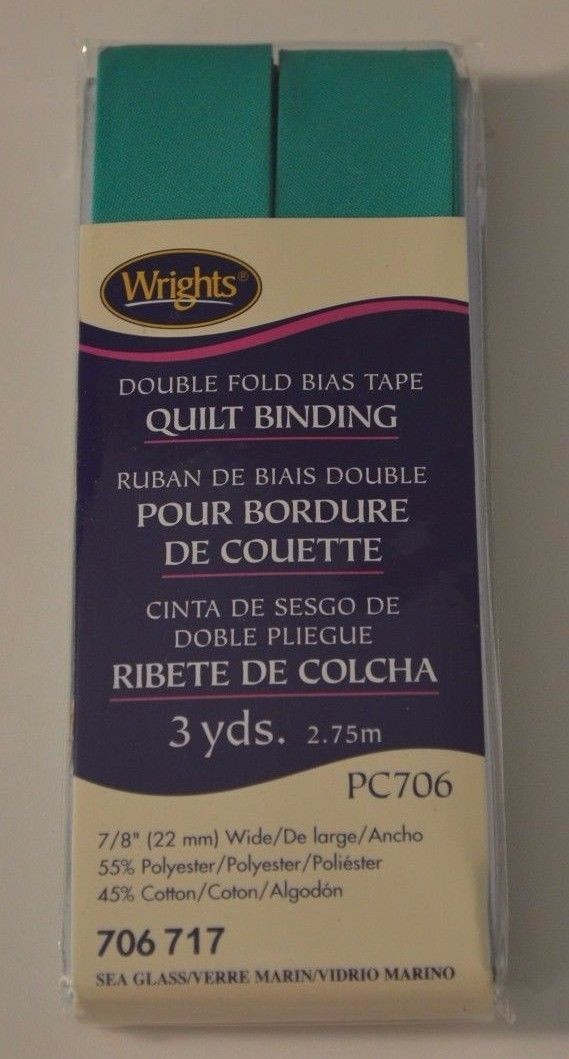 Wrights®
DOUBLE FOLD BIAS TAPE
QUILT BINDING
RUBAN DE BIAIS DOUBLE
POUR BORDURE
DE COUETTE
CINTA DE SESGO DE
DOBLE PLIEGUE
RIBETE DE COLCHA
3 yds. 2.75m
PC706
7/8" (22 mm) Wide/De large/Ancho
55% Polyester/Polyester/Poliéster
45% Cotton/Coton/Algodón
706 717
SEA GLASS/VERRE MARIN/VIDRIO MARINO